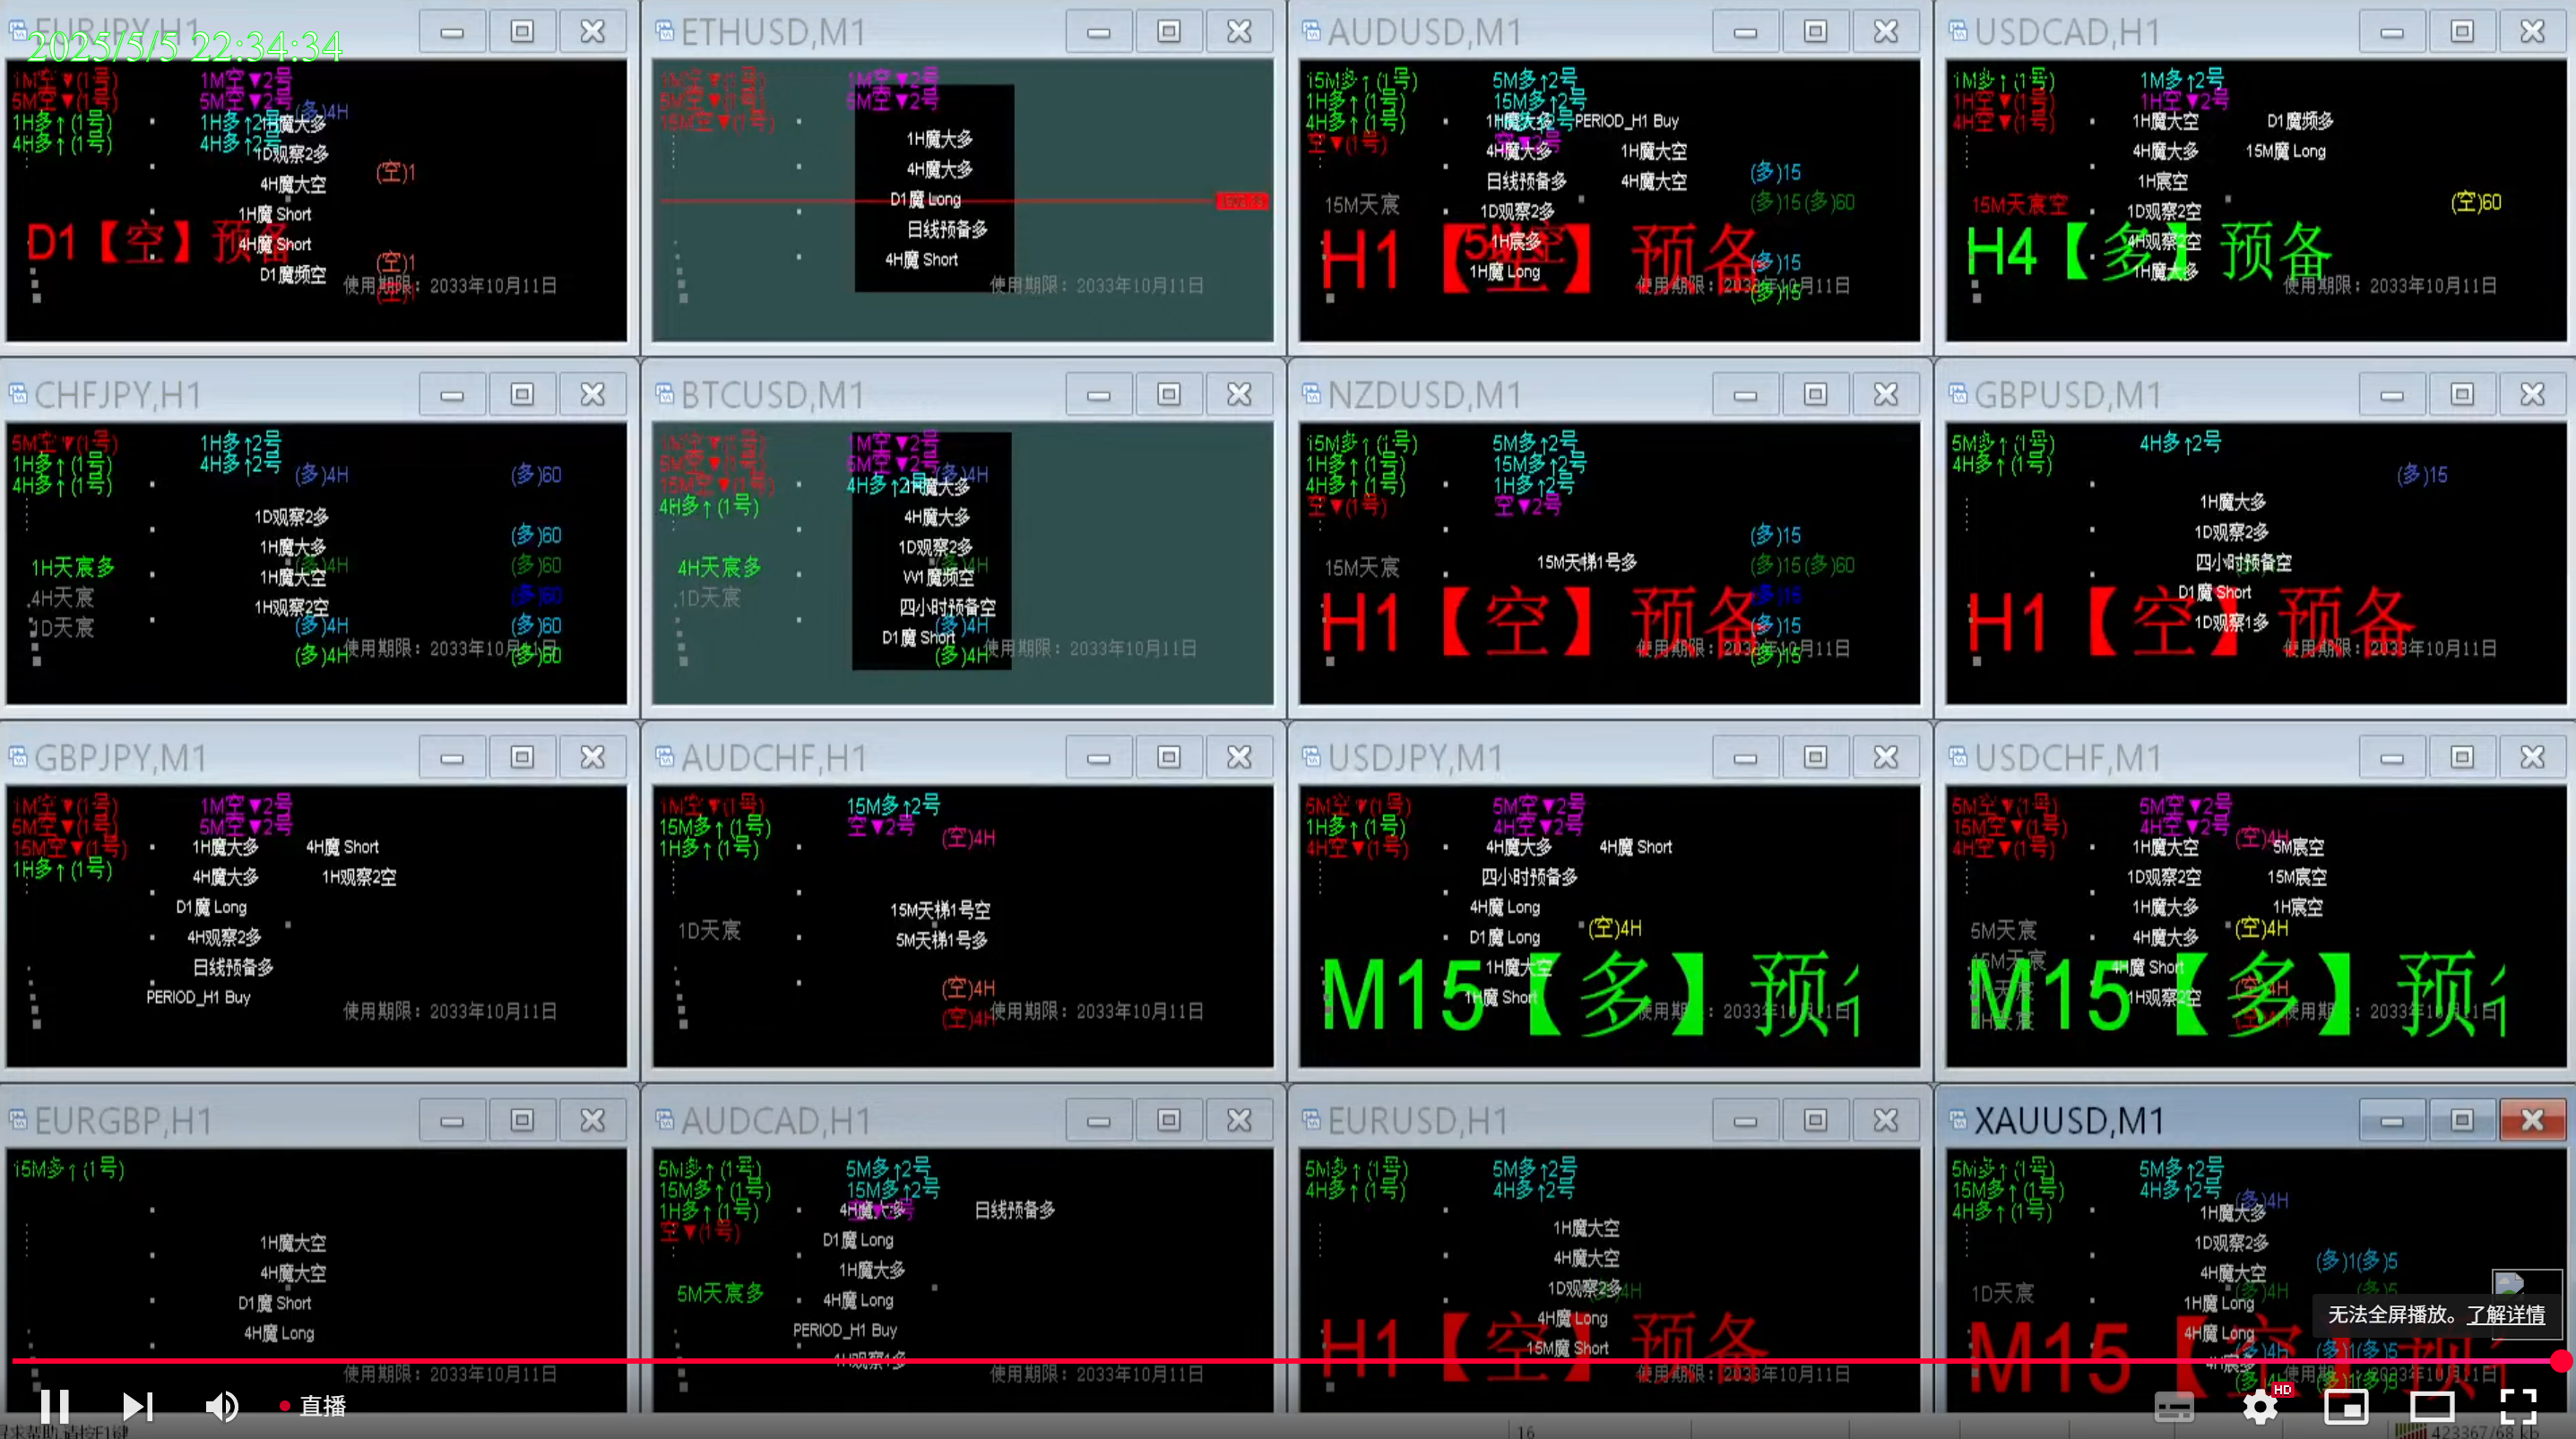 EURJPY,H1
2025/5/5 22:34:34
1M空▼(1号)
5M空▼(1号)
1H多↑(1号)
4H多↑(1号)
1M空▼2号
5M空▼2号
1H多↑2号
4H多↑2号
(多)4H
1H魔大多
1D观察2多
4H魔大空
1H魔 Short
4H魔 Short
D1魔频空
(空)1
(空)1
(空)1
D1【空】预备
使用期限：2033年10月11日
ETHUSD,M1
1M空▼(1号)
5M空▼(1号)
15M空▼(1号)
1M空▼2号
5M空▼2号
1H魔大多
4H魔大多
D1魔 Long
日线预备多
4H魔 Short
使用期限：2033年10月11日
AUDUSD,M1
15M多↑(1号)
1H多↑(1号)
4H多↑(1号)
空▼(1号)
5M多↑2号
15M多↑2号
空▼2号
1H魔大多
PERIOD_H1 Buy
4H魔大多
1H魔大空
日线预备多
4H魔大空
1D观察2多
1H宸多
1H魔 Long
15M天宸
(多)15
(多)15(多)60
(多)15
(多)15
H1【空】预备
使用期限：2033年10月11日
USDCAD,H1
1M多↑(1号)
1H空▼(1号)
4H空▼(1号)
1M多↑2号
1H空▼2号
1H魔大空
D1魔频多
4H魔大多
15M魔 Long
1H宸空
1D观察2空
4H观察2空
1H魔大多
15M天宸空
(空)60
H4【多】预备
使用期限：2033年10月11日
CHFJPY,H1
5M空▼(1号)
1H多↑(1号)
4H多↑(1号)
1H多↑2号
4H多↑2号
(多)4H
(多)60
1D观察2多
1H魔大多
1H魔大空
1H观察2空
(多)60
(多)4H
(多)60
(多)60
(多)4H
(多)60
(多)4H
(多)60
1H天宸多
4H天宸
1D天宸
使用期限：2033年10月11日
BTCUSD,M1
1M空▼(1号)
5M空▼(1号)
15M空▼(1号)
4H多↑(1号)
1M空▼2号
5M空▼2号
4H多↑2号
(多)4H
1H魔大多
4H魔大多
1D观察2多
W1魔频空
四小时预备空
D1魔 Short
(多)4H
(多)4H
(多)4H
4H天宸多
1D天宸
使用期限：2033年10月11日
NZDUSD,M1
15M多↑(1号)
1H多↑(1号)
4H多↑(1号)
空▼(1号)
5M多↑2号
15M多↑2号
1H多↑2号
空▼2号
15M天梯1号多
15M天宸
(多)15
(多)15(多)60
(多)15
(多)15
(多)15
H1【空】预备
使用期限：2033年10月11日
GBPUSD,M1
5M多↑(1号)
4H多↑(1号)
4H多↑2号
(多)15
1H魔大多
1D观察2多
四小时预备空
D1魔 Short
1D观察1多
H1【空】预备
使用期限：2033年10月11日
GBPJPY,M1
1M空▼(1号)
5M空▼(1号)
15M空▼(1号)
1H多↑(1号)
1M空▼2号
5M空▼2号
1H魔大多
4H魔 Short
4H魔大多
1H观察2空
D1魔 Long
4H观察2多
日线预备多
PERIOD_H1 Buy
使用期限：2033年10月11日
AUDCHF,H1
1M空▼(1号)
15M多↑(1号)
1H多↑(1号)
15M多↑2号
空▼2号
(空)4H
15M天梯1号空
5M天梯1号多
1D天宸
(空)4H
(空)4H
使用期限：2033年10月11日
USDJPY,M1
5M空▼(1号)
1H多↑(1号)
4H空▼(1号)
5M空▼2号
4H空▼2号
4H魔大多
4H魔 Short
四小时预备多
4H魔 Long
D1魔 Long
1H魔大空
1H魔 Short
(空)4H
M15【多】预
使用期限：2033年10月11日
USDCHF,M1
5M空▼(1号)
15M空▼(1号)
4H空▼(1号)
5M空▼2号
4H空▼2号
(空)4H
1H魔大空
5M宸空
1D观察2空
15M宸空
1H魔大多
1H宸空
4H魔大多
4H魔 Short
1H观察2空
5M天宸
15M天宸
(空)4H
(空)4H
(空)4H
M15【多】预
使用期限：2033年10月11日
EURGBP,H1
15M多↑(1号)
1H魔大空
4H魔大空
D1魔 Short
4H魔 Long
使用期限：2033年10月11日
AUDCAD,H1
5M多↑(1号)
15M多↑(1号)
1H多↑(1号)
空▼(1号)
5M多↑2号
15M多↑2号
4H魔大多
日线预备多
D1魔 Long
1H魔大多
4H魔 Long
PERIOD_H1 Buy
1H观察1多
5M天宸多
使用期限：2033年10月11日
EURUSD,H1
5M多↑(1号)
4H多↑(1号)
5M多↑2号
4H多↑2号
1H魔大空
4H魔大空
1D观察2多
4H魔 Long
15M魔 Short
H1【空】预备
使用期限：2033年10月11日
XAUUSD,M1
5M多↑(1号)
15M多↑(1号)
4H多↑(1号)
5M多↑2号
4H多↑2号
(多)4H
1H魔大多
1D观察2多
4H魔大空
1H魔 Long
4H魔 Long
4H宸多
1D天宸
(多)1(多)5
(多)4H
(多)5
(多)4H
(多)1(多)5
M15【空】预
使用期限：2033年10月11日
无法全屏播放。了解详情
直播
HD
16
423367/68 kb